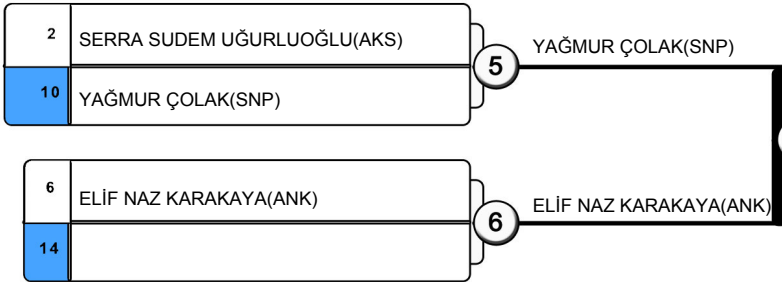 2 SERRA SUDEM UĞURLUOĞLU(AKS)
10 YAĞMUR ÇOLAK(SNP)
5
YAĞMUR ÇOLAK(SNP)
6 ELİF NAZ KARAKAYA(ANK)
14
6
ELİF NAZ KARAKAYA(ANK)